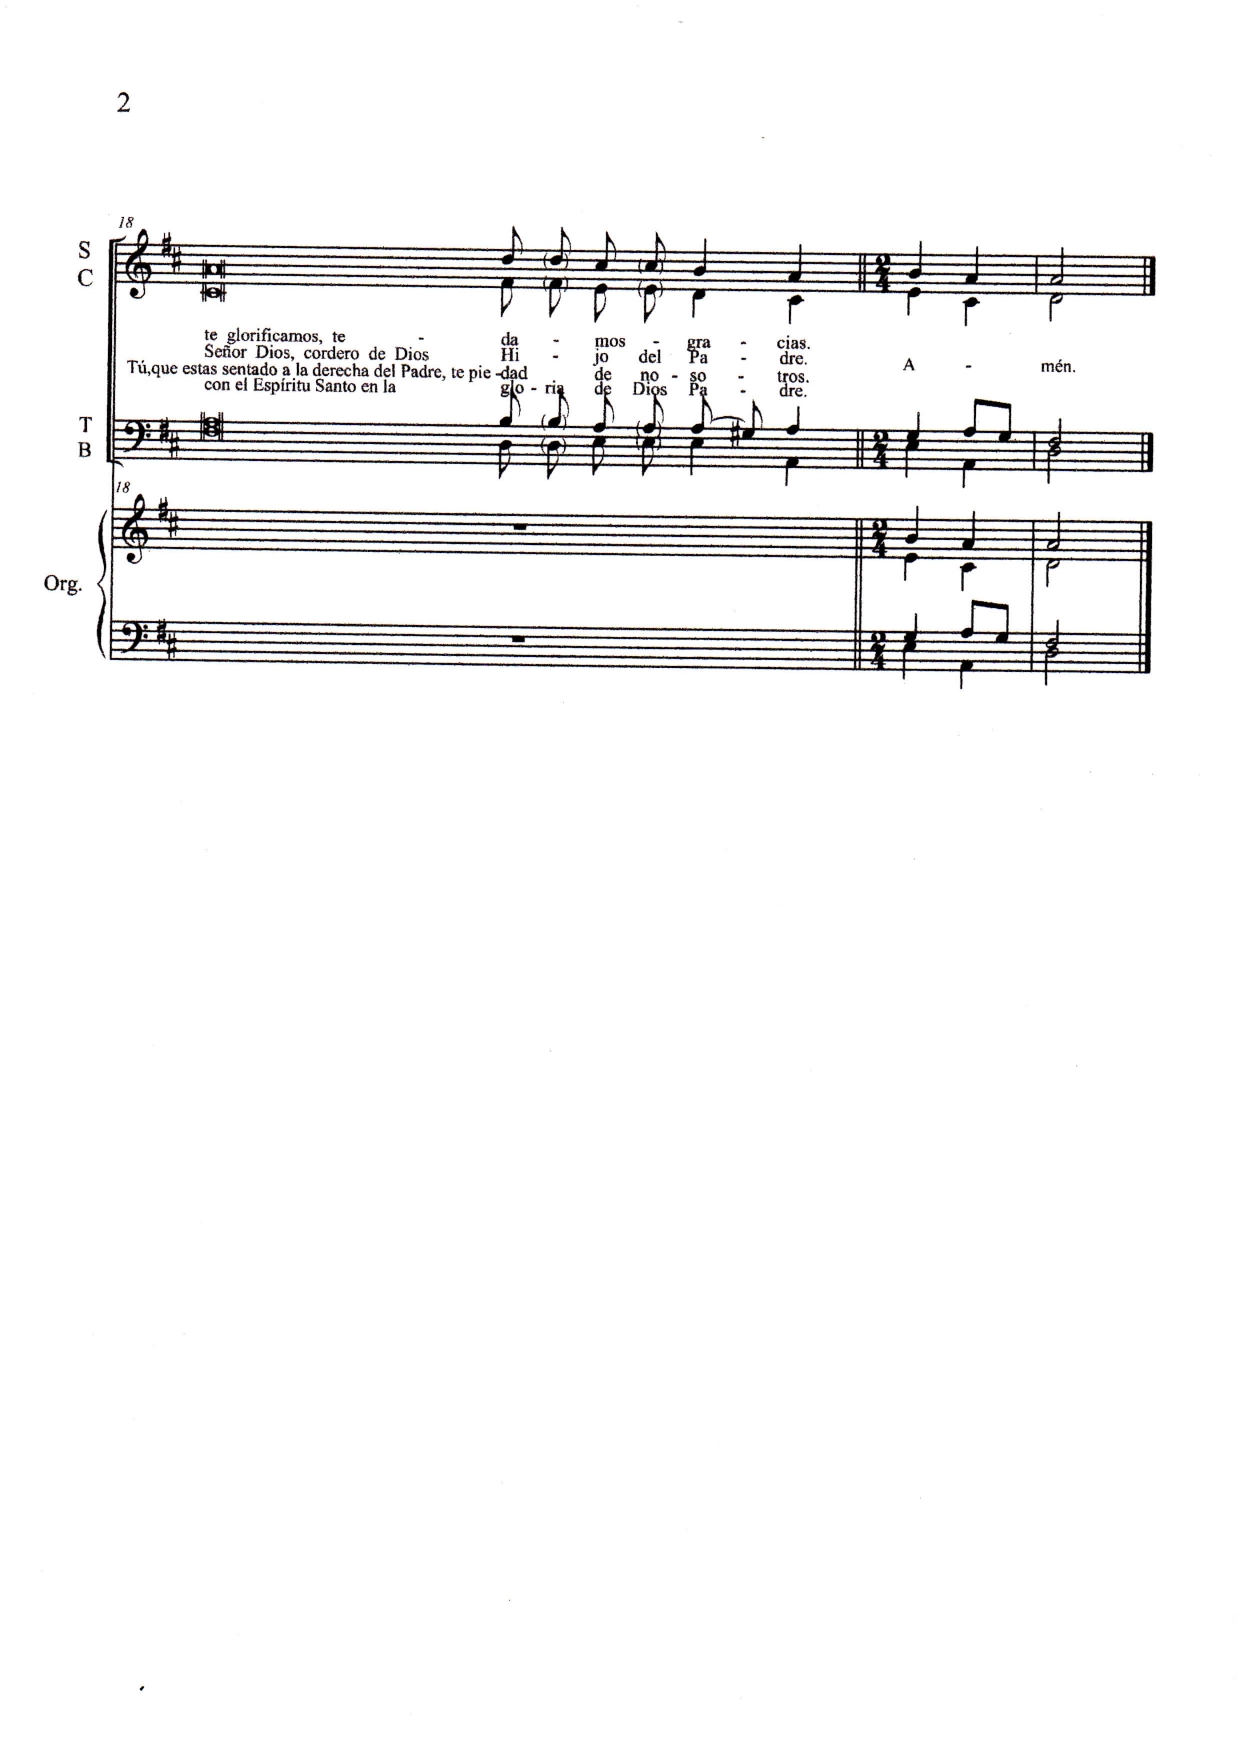 2
18
S
C
te glorificamos, te - da - mos - gra - cias.
Señor Dios, cordero de Dios Hi - jo del Pa - dre.
Tú,que estas sentado a la derecha del Padre, te pie -dad de no - so - tros.
con el Espíritu Santo en la glo - ria de Dios Pa - dre.
A - mén.
T
B
2
4
18
Org.